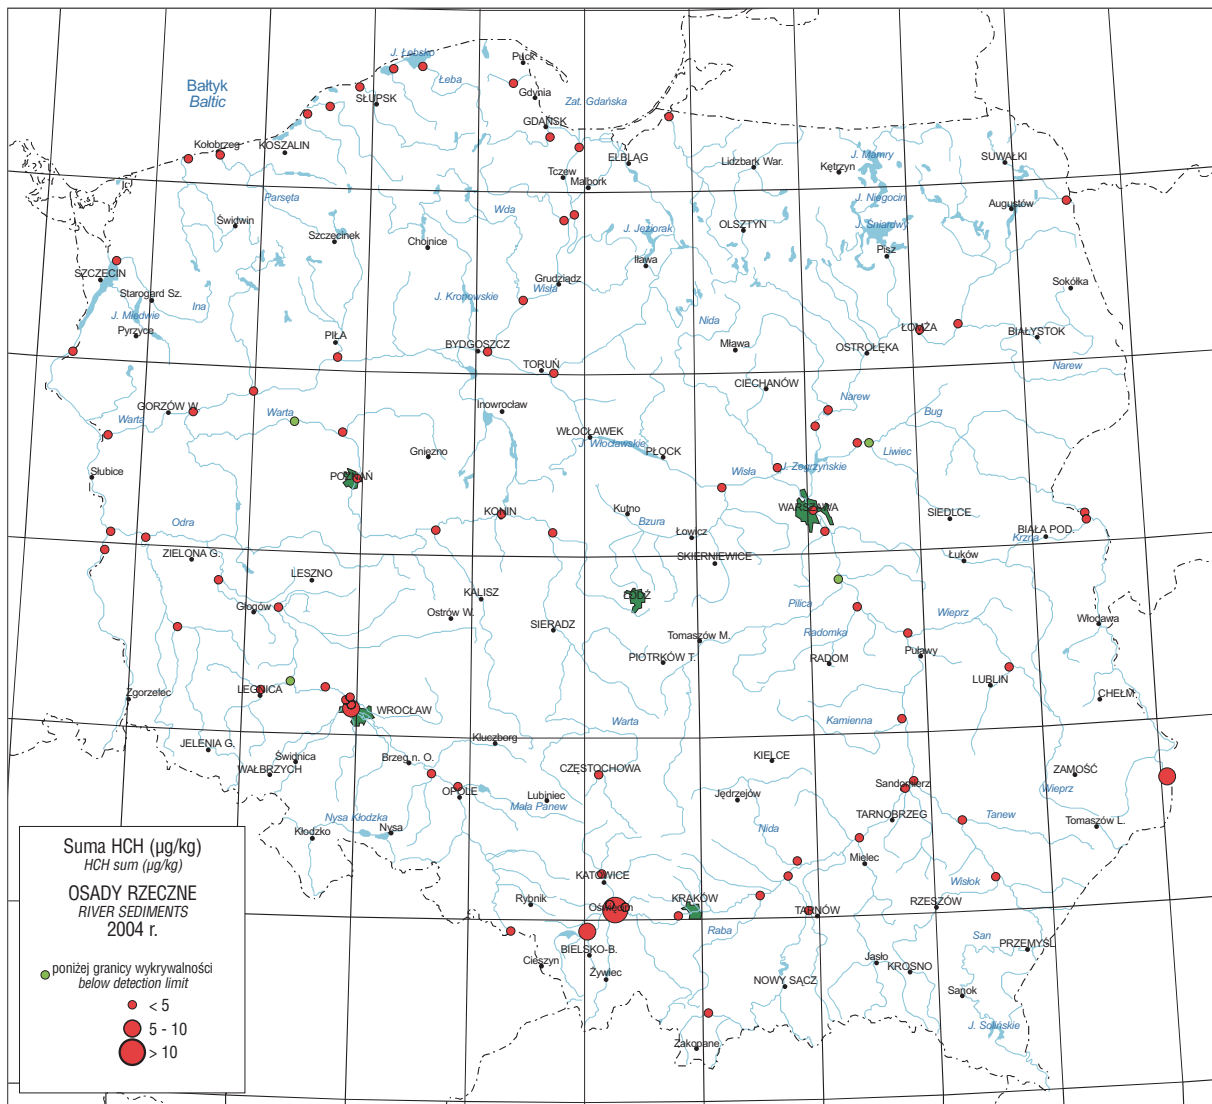 J. Łebsko
Puck
Łeba
Bałtyk
Baltic
SŁUPSK
Gdynia
Zat. Gdańska
GDAŃSK
Kołobrzeg
KOSZALIN
ELBLĄG
Lidzbark War.
Kętrzyn
J. Mamry
SUWAŁKI
Tczew
Malbork
Parsęta
Wda
J. Niegocin
Augustów
Świdwin
Szczecinek
Chojnice
J. Jeziorak
OLSZTYN
J. Śniardwy
Pisz
Iława
SZCZECIN
Grudziądz
Wisła
Sokółka
Starogard Sz.
Ina
J. Kronowskie
J. Miedwie
Pyrzyce
PIŁA
BYDGOSZCZ
Nida
Mława
ŁOMŻA
OSTROŁĘKA
BIAŁYSTOK
TORUŃ
Narew
CIECHANÓW
GORZÓW W.
Warta
Warta
Inowrocław
Narew
Bug
WŁOCŁAWEK
J. Włocławskie
Gniezno
PŁOCK
Liwiec
Słubice
POZNAŃ
Wisła
J. Zegrzyńskie
Odra
KONIN
Kutno
Bzura
WARSZAWA
SIEDLCE
BIAŁA POD.
Krzna
Łowicz
ZIELONA G.
SKIERNIEWICE
Łuków
LESZNO
KALISZ
ŁÓDŹ
Głogów
Ostrów W.
Pilica
Wieprz
Włodawa
SIERADZ
Tomaszów M.
Radomka
PIOTRKÓW T.
RADOM
Puławy
LUBLIN
Zgorzelec
LEGNICA
CHEŁM
WROCŁAW
Warta
Kamienna
JELENIA G.
Kluczborg
Świdnica
Brzeg n. O.
KIELCE
WAŁBRZYCH
CZĘSTOCHOWA
ZAMOŚĆ
OPOLE
Lubiniec
Mała Panew
Jędrzejów
Sandomierz
Wieprz
Nysa Kłodzka
Nysa
Kłodzko
TARNOBRZEG
Tanew
Tomaszów L.
Nida
Mielec
Suma HCH (µg/kg)
HCH sum (µg/kg)
OSADY RZECZNE
RIVER SEDIMENTS
2004 r.
poniżej granicy wykrywalności
below detection limit
< 5
5 - 10
> 10
KATOWICE
Wisłok
Rybnik
Oświęcim
KRAKÓW
TARNÓW
RZESZÓW
Raba
San
PRZEMYŚL
BIELSKO-B.
Cieszyn
Żywiec
Jasło
KROSNO
NOWY SĄCZ
Sanok
J. Solińskie
Zakopane